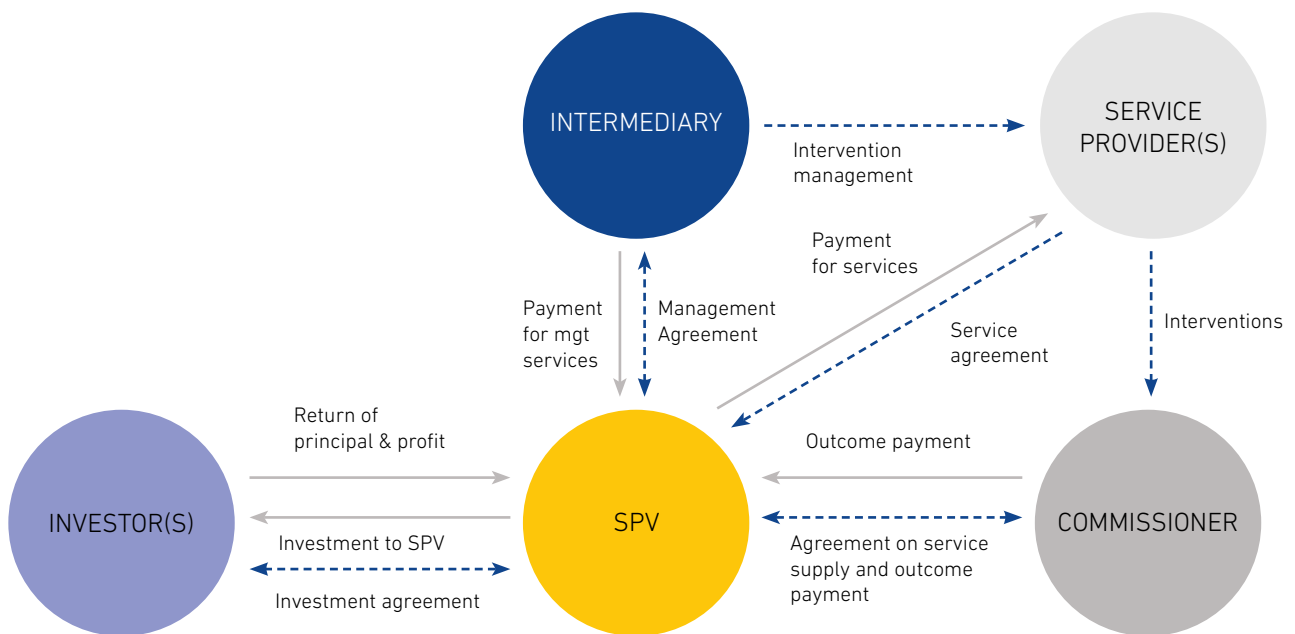 INTERMEDIARY
SERVICE
PROVIDER(S)
Intervention
management
Payment
for services
Payment
for mgt
services
Management
Agreement
Service
agreement
Interventions
Return of
principal & profit
Outcome payment
INVESTOR(S)
SPV
COMMISSIONER
Investment to SPV
Agreement on service
supply and outcome
payment
Investment agreement